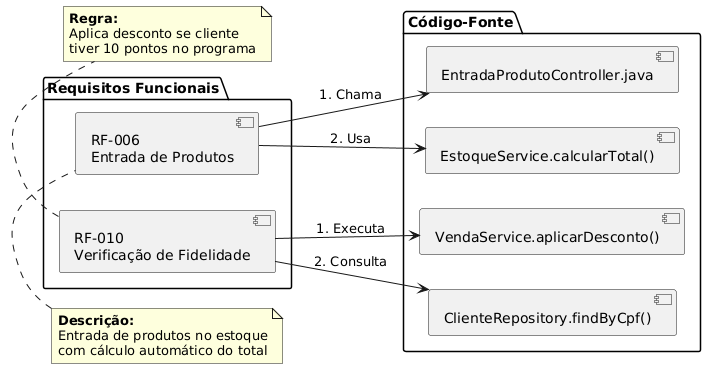 Regra:
Aplica desconto se cliente
tiver 10 pontos no programa
Requisitos Funcionais
RF-006
Entrada de Produtos
RF-010
Verificação de Fidelidade
Descrição:
Entrada de produtos no estoque
com cálculo automático do total
1. Chama
2. Usa
1. Executa
2. Consulta
Código-Fonte
EntradaProdutoController.java
EstoqueService.calcularTotal()
VendaService.aplicarDesconto()
ClienteRepository.findByCpf()